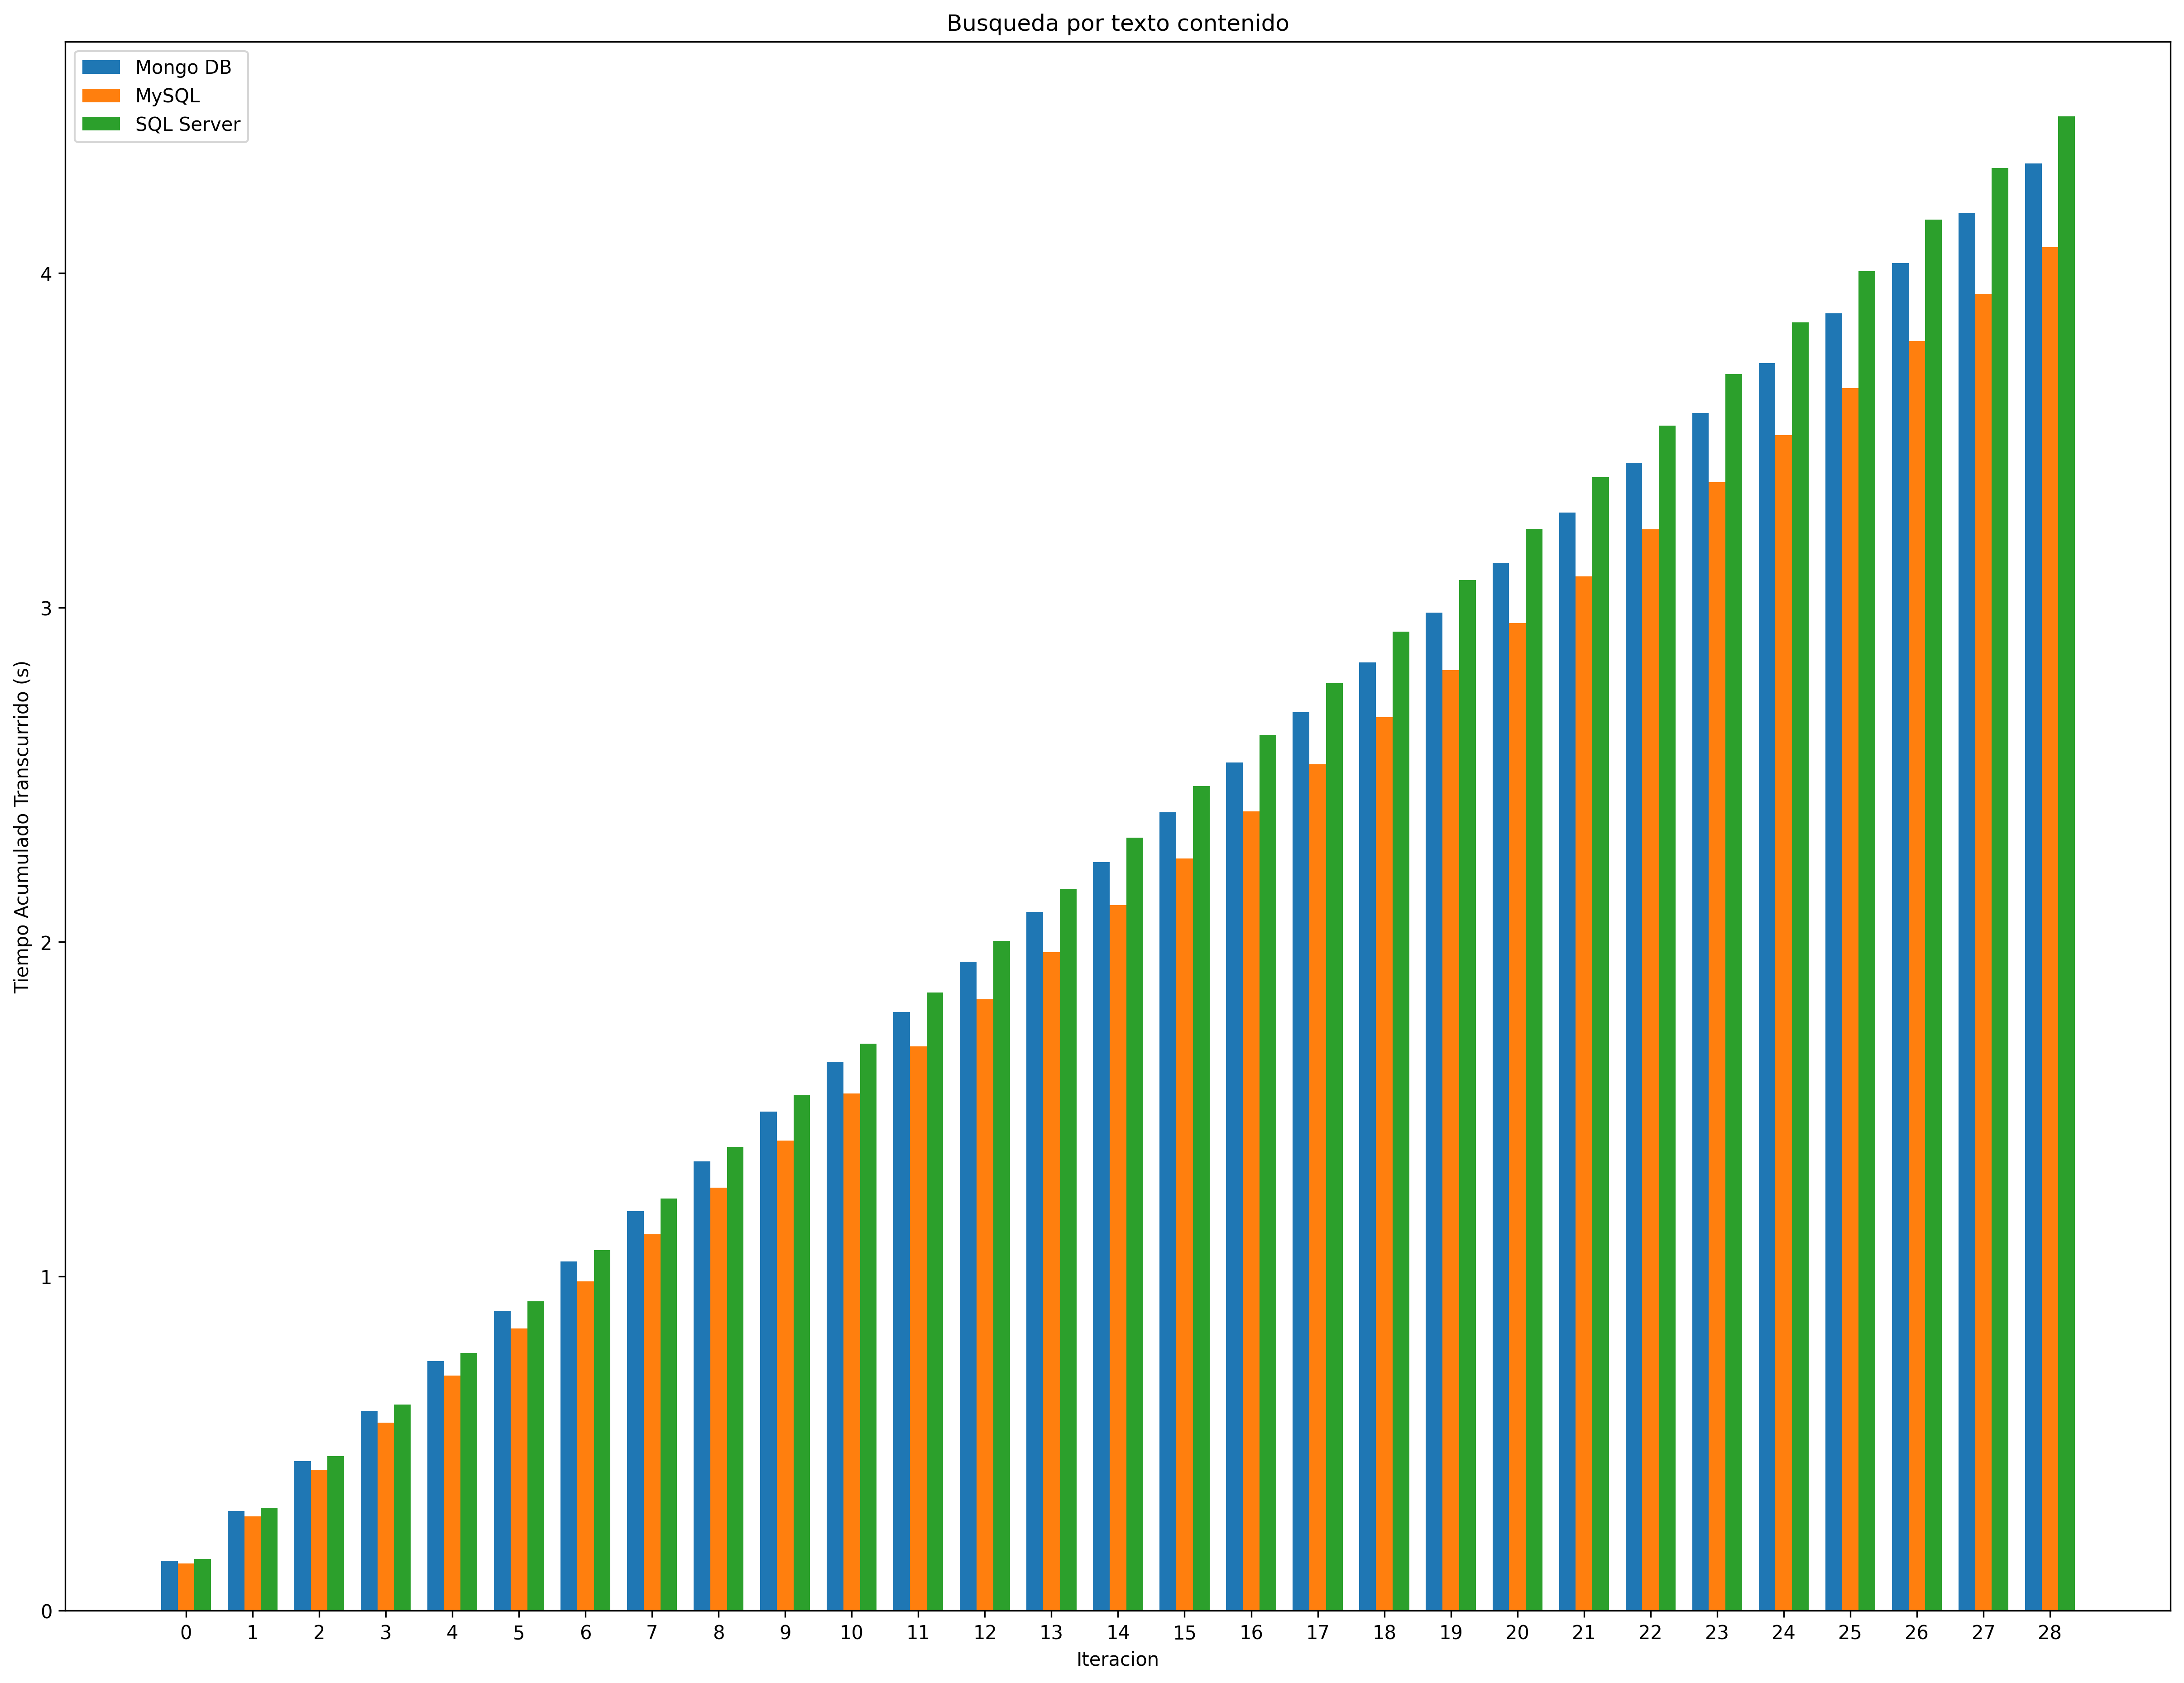 Busqueda por texto contenido
Mongo DB
MySQL
SQL Server
4
3
2
1
0
Tiempo Acumulado Transcurrido (s)
0 1 2 3 4 5 6 7 8 9 10 11 12 13 14 15 16 17 18 19 20 21 22 23 24 25 26 27 28
Iteracion